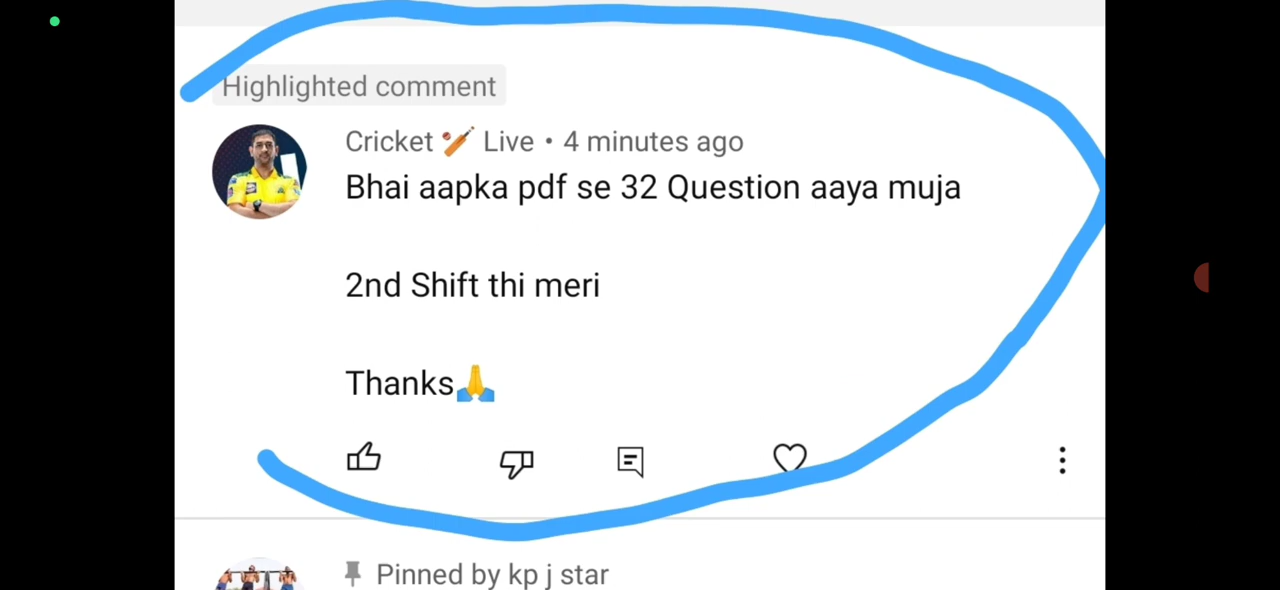 Highlighted comment
Cricket 🏏 Live • 4 minutes ago
Bhai aapka pdf se 32 Question aaya muja
2nd Shift thi meri
Thanks🙏
Pinned by kp j star